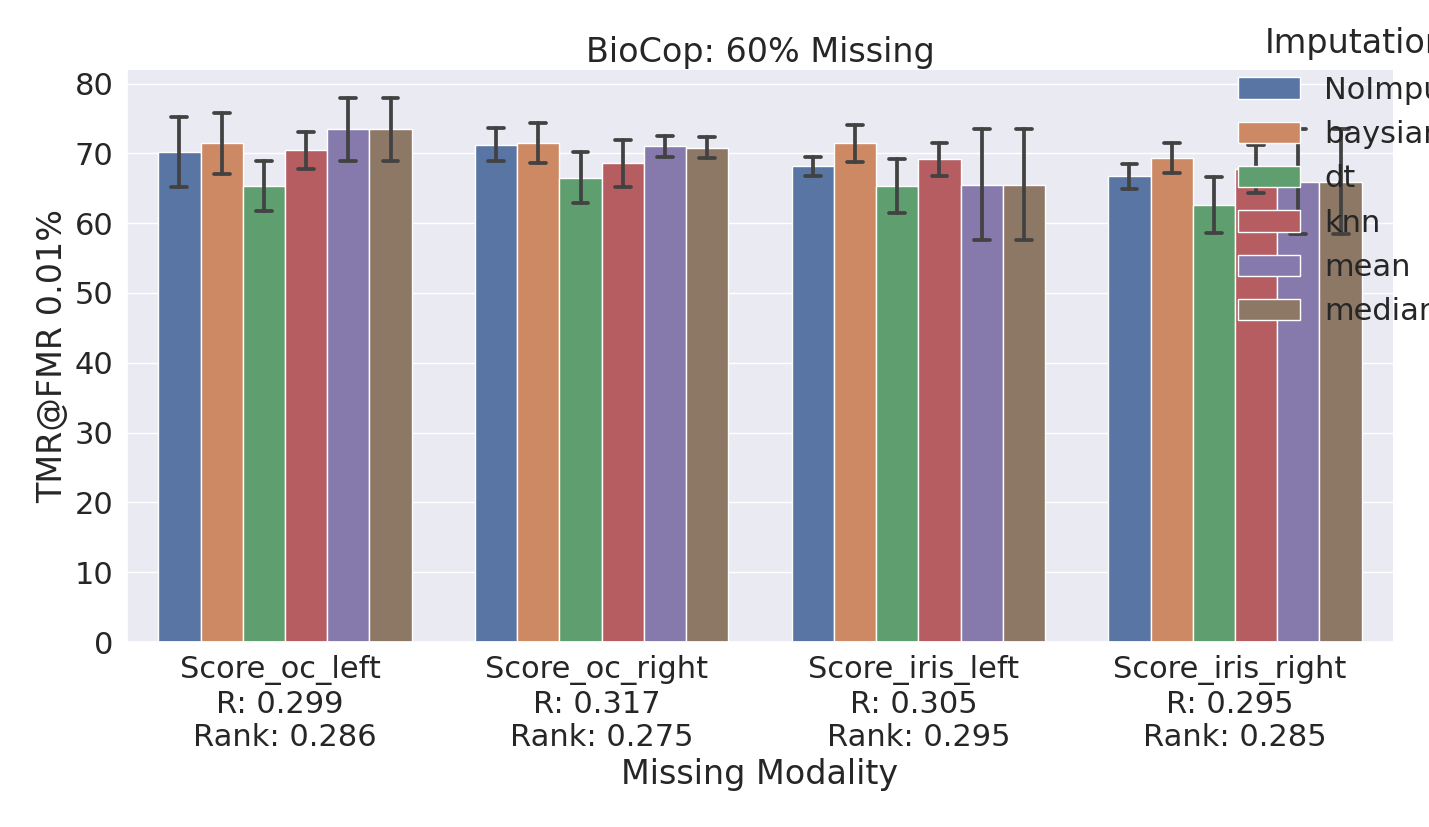 BioCop: 60% Missing
Imputation
NoImpu
baysian
dt
knn
mean
median
TMR@FMR 0.01%
80
70
60
50
40
30
20
10
0
Score_oc_left
R: 0.299
Rank: 0.286
Score_oc_right
R: 0.317
Rank: 0.275
Score_iris_left
R: 0.305
Rank: 0.295
Score_iris_right
R: 0.295
Rank: 0.285
Missing Modality